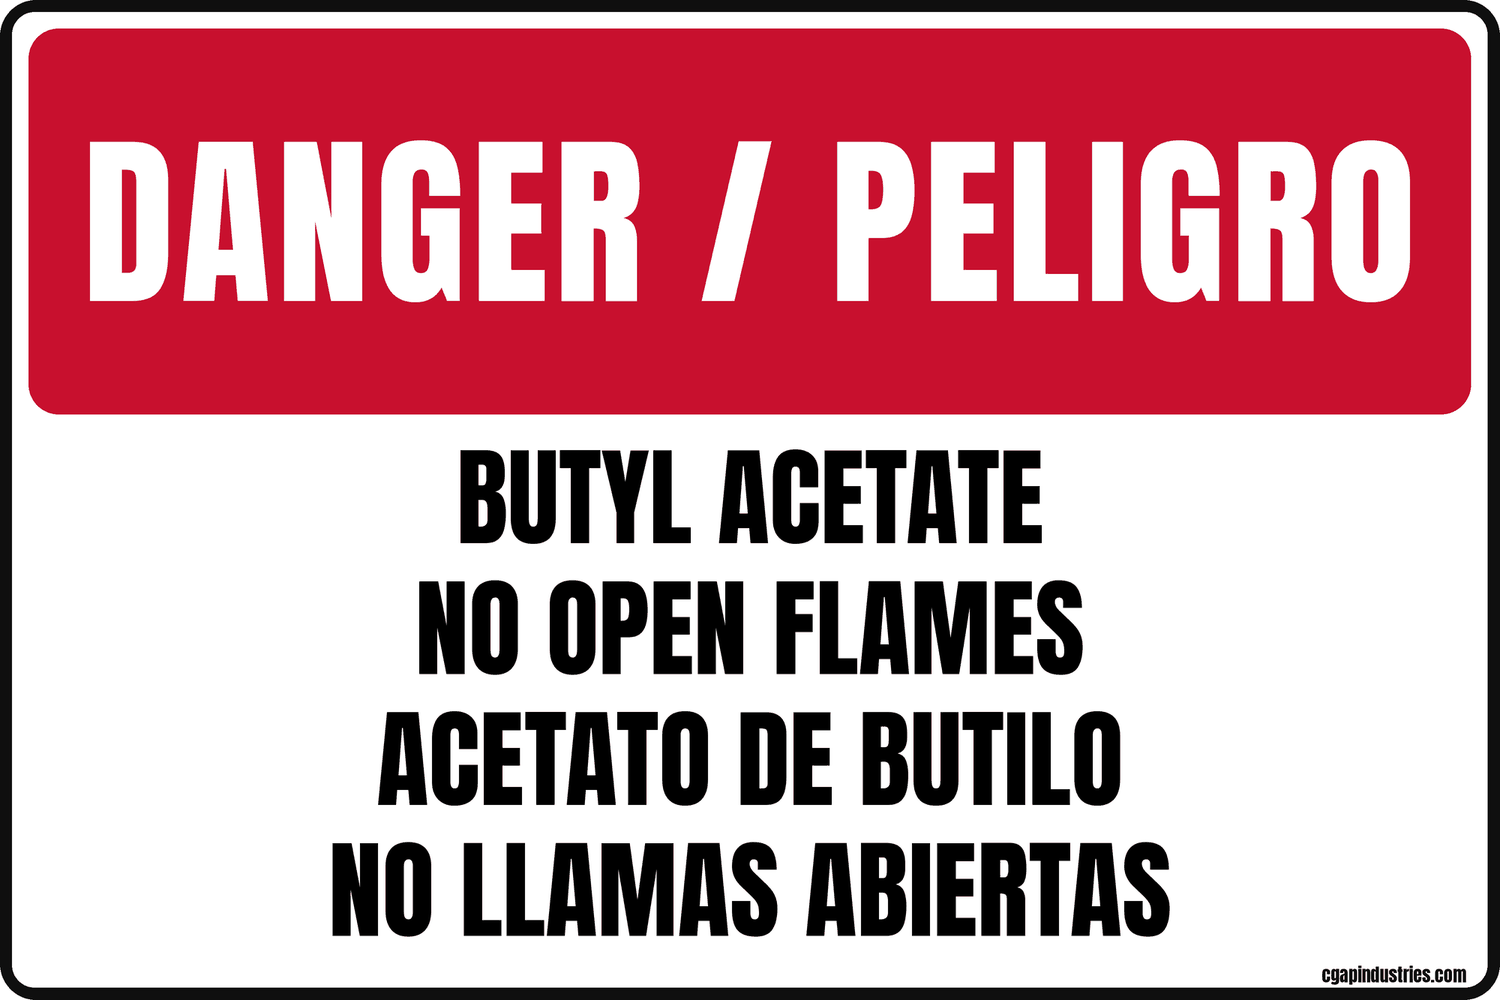 DANGER / PELIGRO
BUTYL ACETATE
NO OPEN FLAMES
ACETATO DE BUTILO
NO LLAMAS ABIERTAS
cgapindustries.com